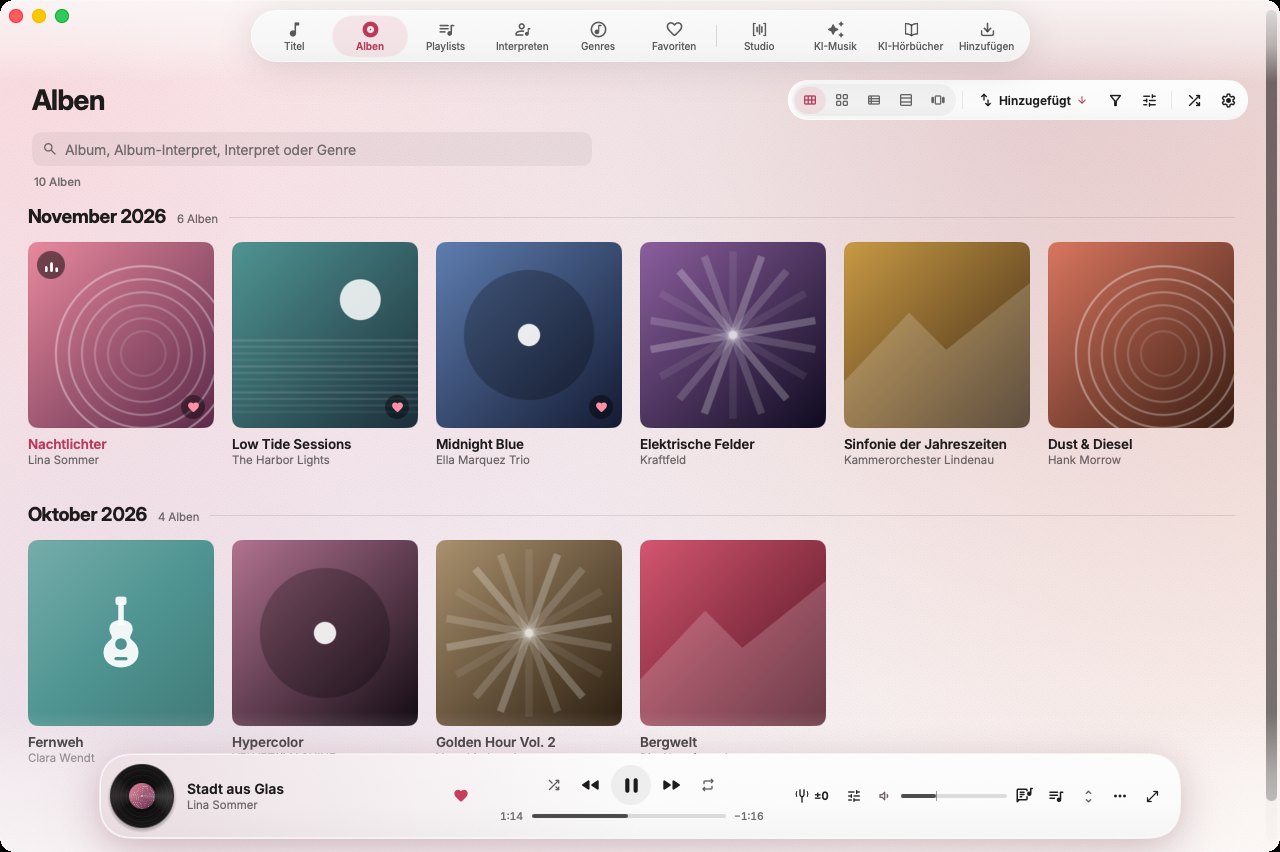 Titel
Alben
Playlists
Interpreten
Genres
Favoriten
Studio
KI-Musik
KI-Hörbücher
Hinzufügen
Alben
Hinzugefügt
Album, Album-Interpret, Interpret oder Genre
10 Alben
November 2026 6 Alben
Nachtlichter
Lina Sommer
Low Tide Sessions
The Harbor Lights
Midnight Blue
Ella Marquez Trio
Elektrische Felder
Kraftfeld
Sinfonie der Jahreszeiten
Kammerorchester Lindenau
Dust & Diesel
Hank Morrow
Oktober 2026 4 Alben
Fernweh
Clara Wendt
Hypercolor
Golden Hour Vol. 2
Bergwelt
Stadt aus Glas
Lina Sommer
1:14
−1:16
±0